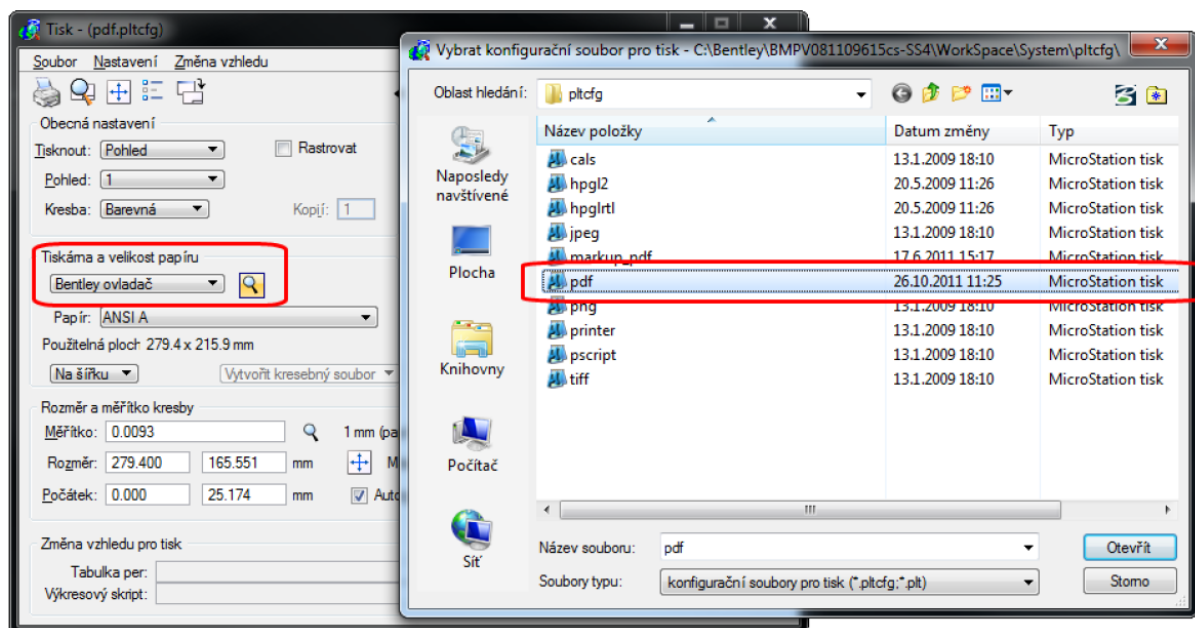 Tisk - (pdf.pltcfg)
Soubor Nastavení Změna vzhledu
Obecná nastavení
Tisknout: Pohled Rastrovat
Pohled: 1
Kresba: Barevná Kopií: 1
Tiskárna a velikost papíru
Bentley ovladač
Papír: ANSI A
Použitelná ploch 279.4 x 215.9 mm
Na šířku Vytvořit kresebný soubor
Rozměr a měřítko kresby
Měřítko: 0.0093 1 mm (pa
Rozměr: 279.400 165.551 mm M
Počátek: 0.000 25.174 mm Auto
Změna vzhledu pro tisk
Tabulka per:
Výkresový skript:
Vybrat konfigurační soubor pro tisk - C:\Bentley\BMPV081109615cs-SS4\WorkSpace\System\pltcfg\
Oblast hledání: pltcfg
Naposledy
navštívené
Plocha
Knihovny
Počítač
Síť
Název položky Datum změny Typ
cals 13.1.2009 18:10 MicroStation tisk
hpgl2 20.5.2009 11:26 MicroStation tisk
hpglrtl 20.5.2009 11:26 MicroStation tisk
jpeg 13.1.2009 18:10 MicroStation tisk
markup_pdf 17.6.2011 15:17 MicroStation tisk
pdf 26.10.2011 11:25 MicroStation tisk
png 13.1.2009 18:10 MicroStation tisk
printer 13.1.2009 18:10 MicroStation tisk
pscript 13.1.2009 18:10 MicroStation tisk
tiff 13.1.2009 18:10 MicroStation tisk
Název souboru: pdf Otevřít
Soubory typu: konfigurační soubory pro tisk (*.pltcfg;*.plt) Storno